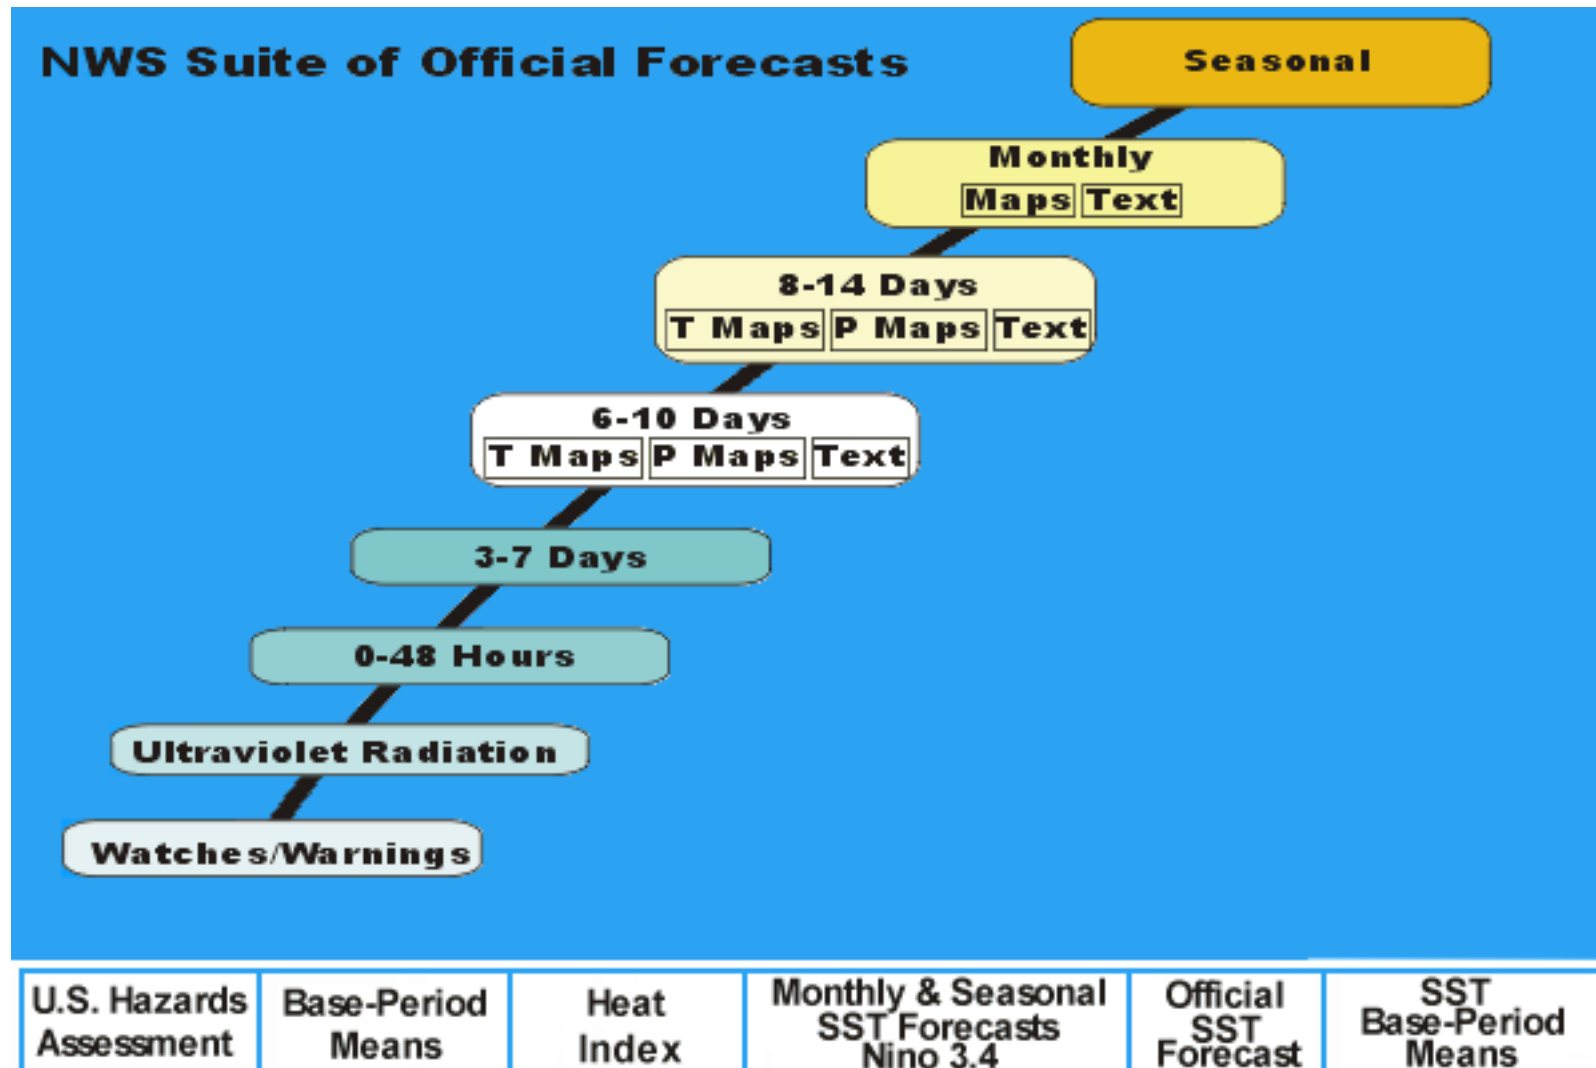 NWS Suite of Official Forecasts
Seasonal
Monthly
Maps Text
8-14 Days
T Maps P Maps Text
6-10 Days
T Maps P Maps Text
3-7 Days
0-48 Hours
Ultraviolet Radiation
Watches/Warnings
U.S. Hazards
Assessment
Base-Period
Means
Heat
Index
Monthly & Seasonal
SST Forecasts
Nino 3.4
Official
SST
Forecast
SST
Base-Period
Means